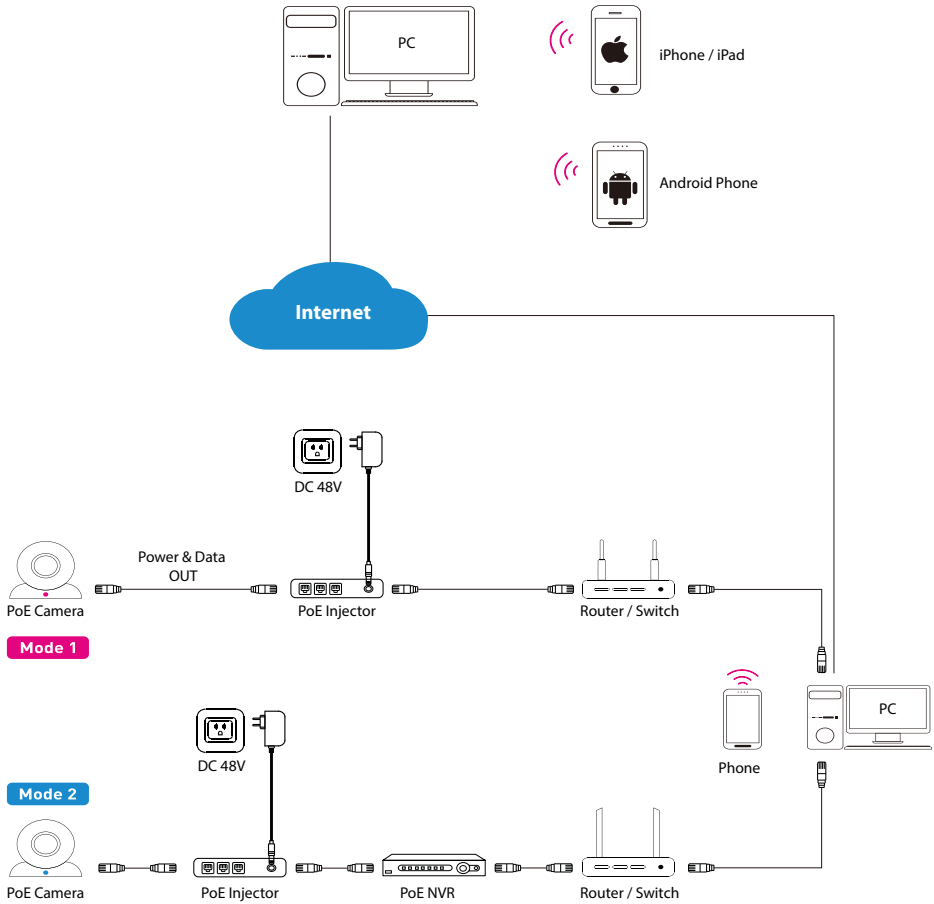 PC
iPhone / iPad
Android Phone
Internet
DC 48V
Power & Data
OUT
PoE Camera
PoE Injector
Router / Switch
Mode 1
PC
Phone
DC 48V
Mode 2
PoE Camera
PoE Injector
PoE NVR
Router / Switch